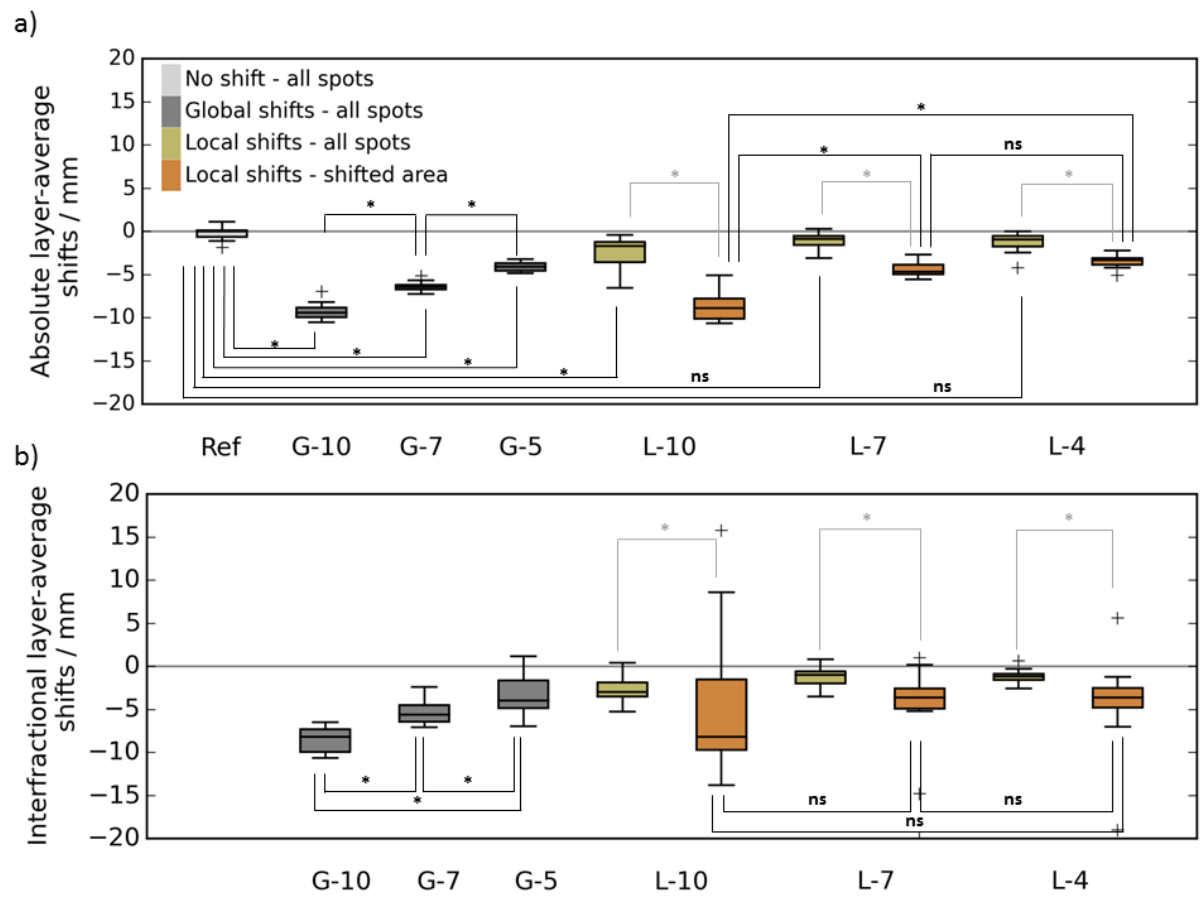 a)
Absolute layer-average
shifts / mm
20
15
10
5
0
−5
−10
−15
−20
No shift - all spots
Global shifts - all spots
Local shifts - all spots
Local shifts - shifted area
* * * * * ns *
* *
* * * * ns ns
Ref G-10 G-7 G-5 L-10 L-7 L-4
b)
Interfractional layer-average
shifts / mm
20
15
10
5
0
−5
−10
−15
−20
* * *
* * *
ns ns ns
G-10 G-7 G-5 L-10 L-7 L-4